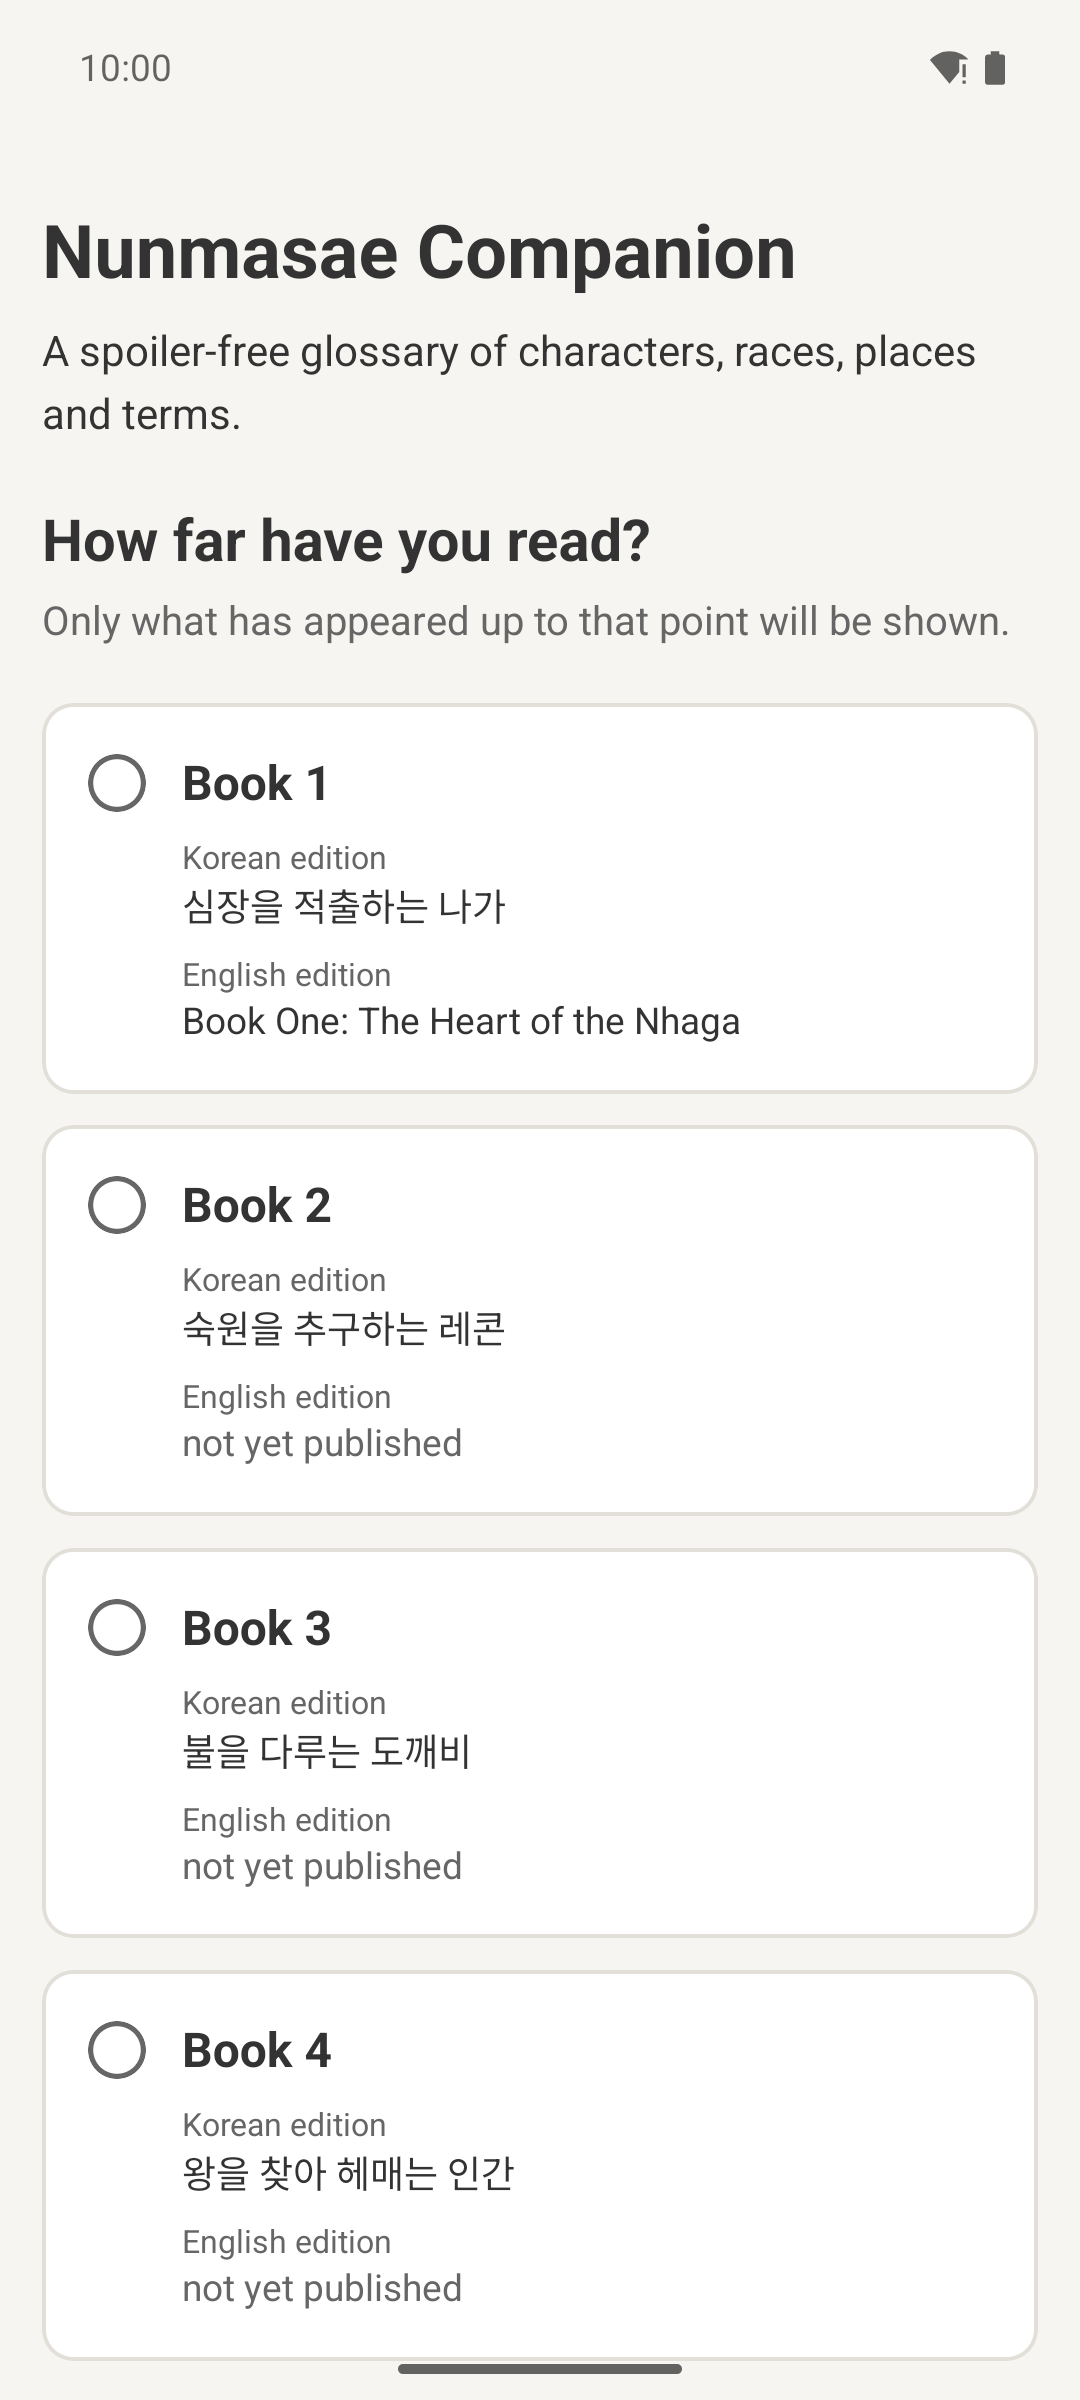 10:00
Nunmasae Companion
A spoiler-free glossary of characters, races, places
and terms.
How far have you read?
Only what has appeared up to that point will be shown.
Book 1
Korean edition
심장을 적출하는 나가
English edition
Book One: The Heart of the Nhaga
Book 2
Korean edition
숙원을 추구하는 레콘
English edition
not yet published
Book 3
Korean edition
불을 다루는 도깨비
English edition
not yet published
Book 4
Korean edition
왕을 찾아 헤매는 인간
English edition
not yet published